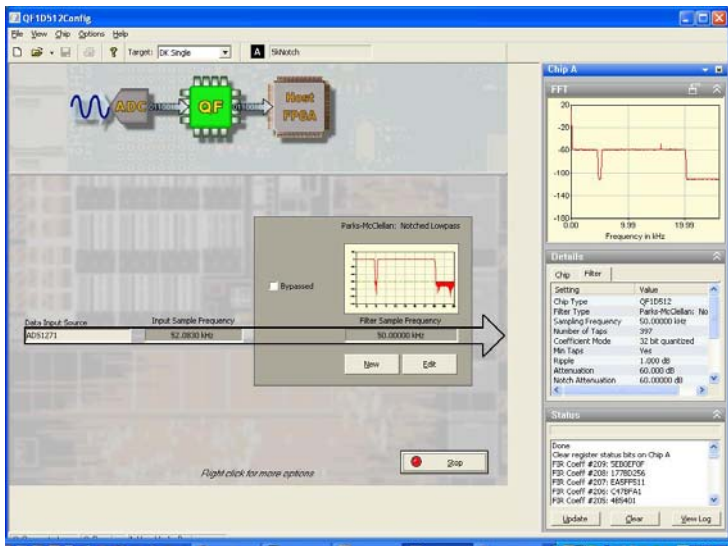 QF1D512Config
File View Chip Options Help
Target: DK Single
A 5kNotch
ADC QF Host
FPGA
Parks-McClellan: Notched Lowpass
Bypassed
Data Input Source
Input Sample Frequency
Filter Sample Frequency
ADS1271
52.0830 kHz
50.00000 kHz
New Edit
Stop
Right click for more options
Chip A
FFT
20
-20
-60
-100
-140
-180
0.00 9.99 19.99
Frequency in kHz
Details
Chip Filter
Setting Value
Chip Type QF1D512
Filter Type Parks-McClellan: No
Sampling Frequency 50.00000 kHz
Number of Taps 397
Coefficient Mode 32 bit quantized
Min Taps Yes
Ripple 1.000 dB
Attenuation 60.000 dB
Notch Attenuation 60.00000 dB
Status
Done
Clear register status bits on Chip A
FIR Coeff #209: 5EB0EF0F
FIR Coeff #208: 177BD256
FIR Coeff #207: EA5FF511
FIR Coeff #206: C47BFA1
FIR Coeff #205: 4B5401
Update Clear View Log